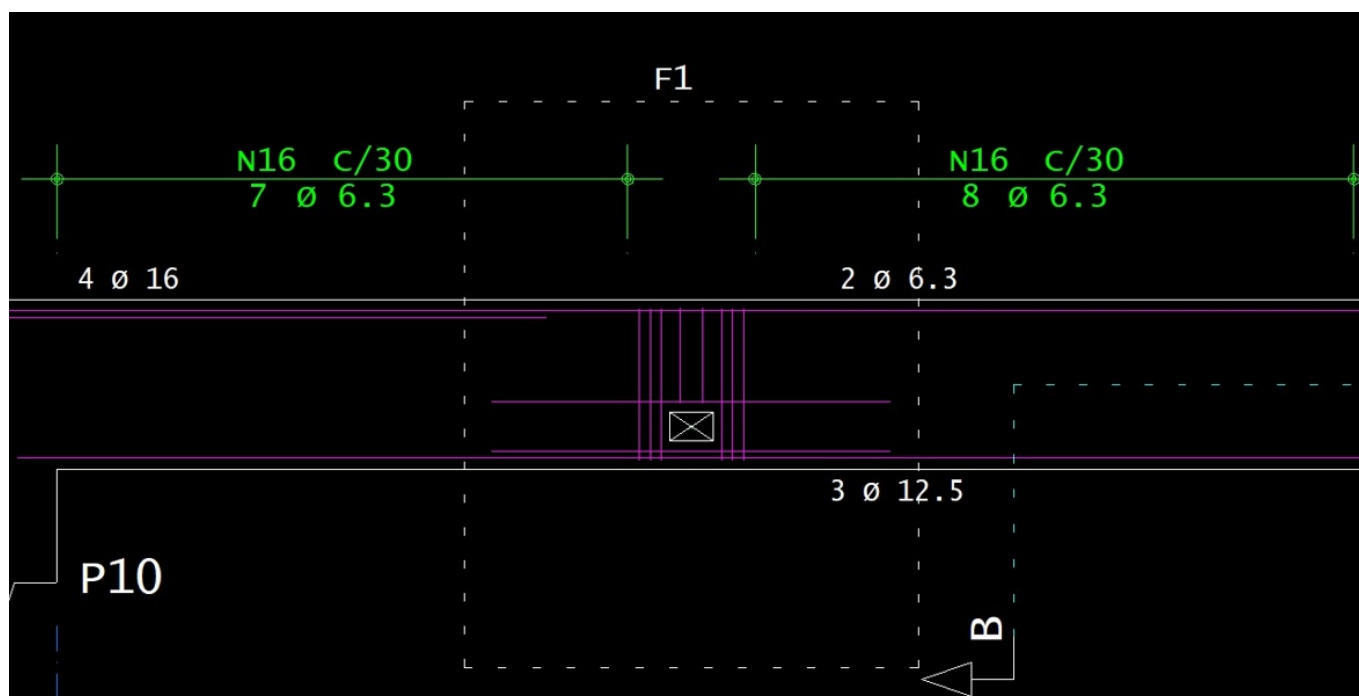 F1
N16 C/30
7 Ø 6.3
N16 C/30
8 Ø 6.3
4 Ø 16
2 Ø 6.3
3 Ø 12.5
P10
B